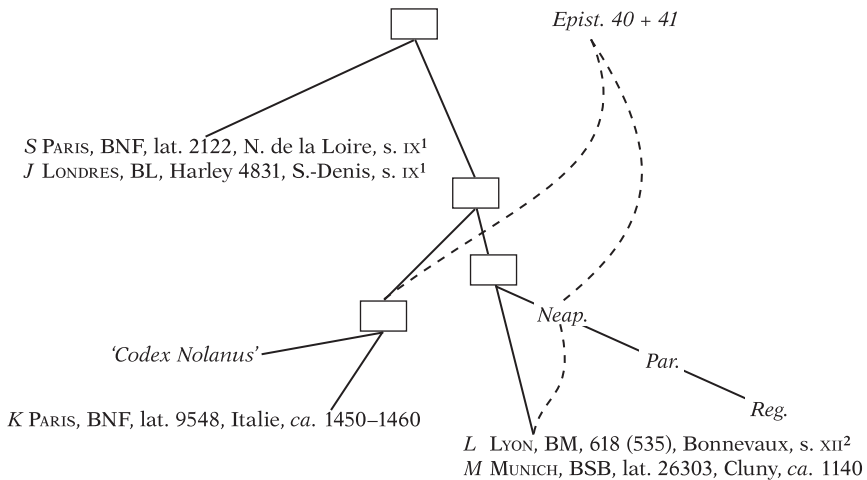 Epist. 40 + 41
S PARIS, BNF, lat. 2122, N. de la Loire, s. IX¹
J LONDRES, BL, Harley 4831, S.-Denis, s. IX¹
Neap.
'Codex Nolanus'
Par.
Reg.
K PARIS, BNF, lat. 9548, Italie, ca. 1450–1460
L LYON, BM, 618 (535), Bonnevaux, s. XII²
M MUNICH, BSB, lat. 26303, Cluny, ca. 1140